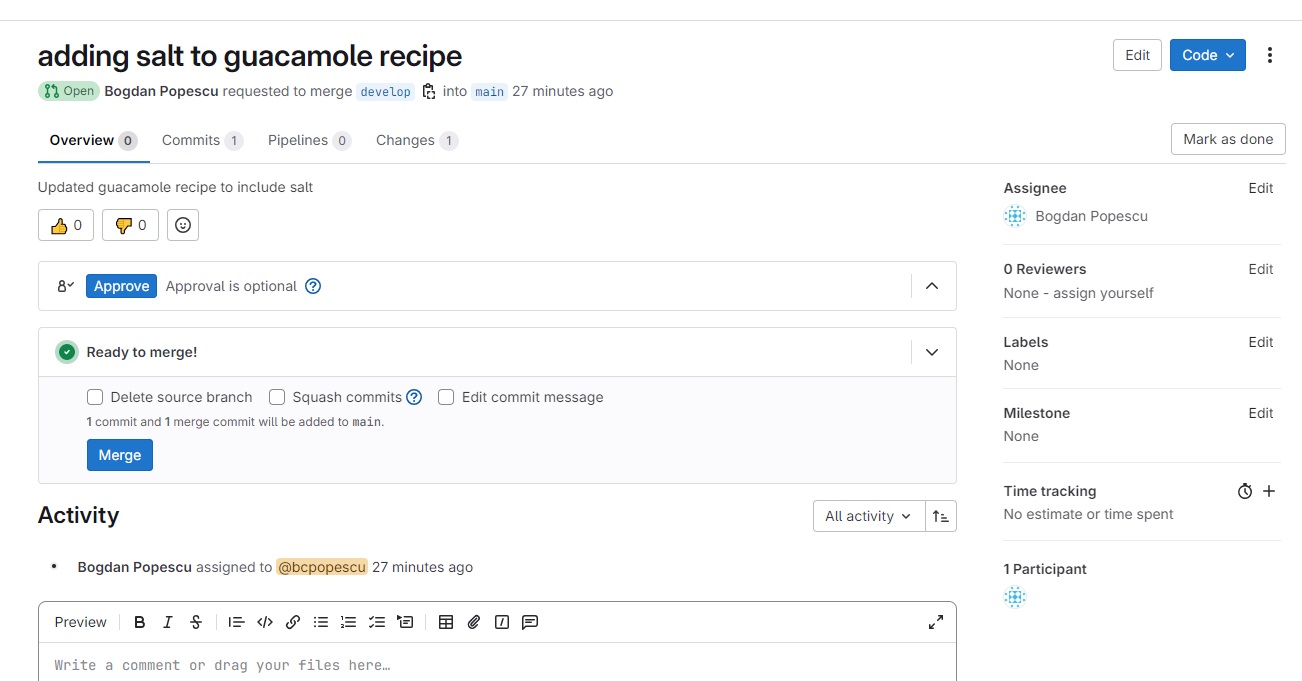 adding salt to guacamole recipe
Edit
Code
Open Bogdan Popescu requested to merge develop into main 27 minutes ago
Overview 0 Commits 1 Pipelines 0 Changes 1
Mark as done
Updated guacamole recipe to include salt
0 0
Approve Approval is optional
Ready to merge!
Delete source branch Squash commits Edit commit message
1 commit and 1 merge commit will be added to main.
Merge
Activity
All activity
Bogdan Popescu assigned to @bcpopescu 27 minutes ago
Preview
Write a comment or drag your files here…
Assignee Edit
Bogdan Popescu
0 Reviewers Edit
None - assign yourself
Labels Edit
None
Milestone Edit
None
Time tracking
No estimate or time spent
1 Participant